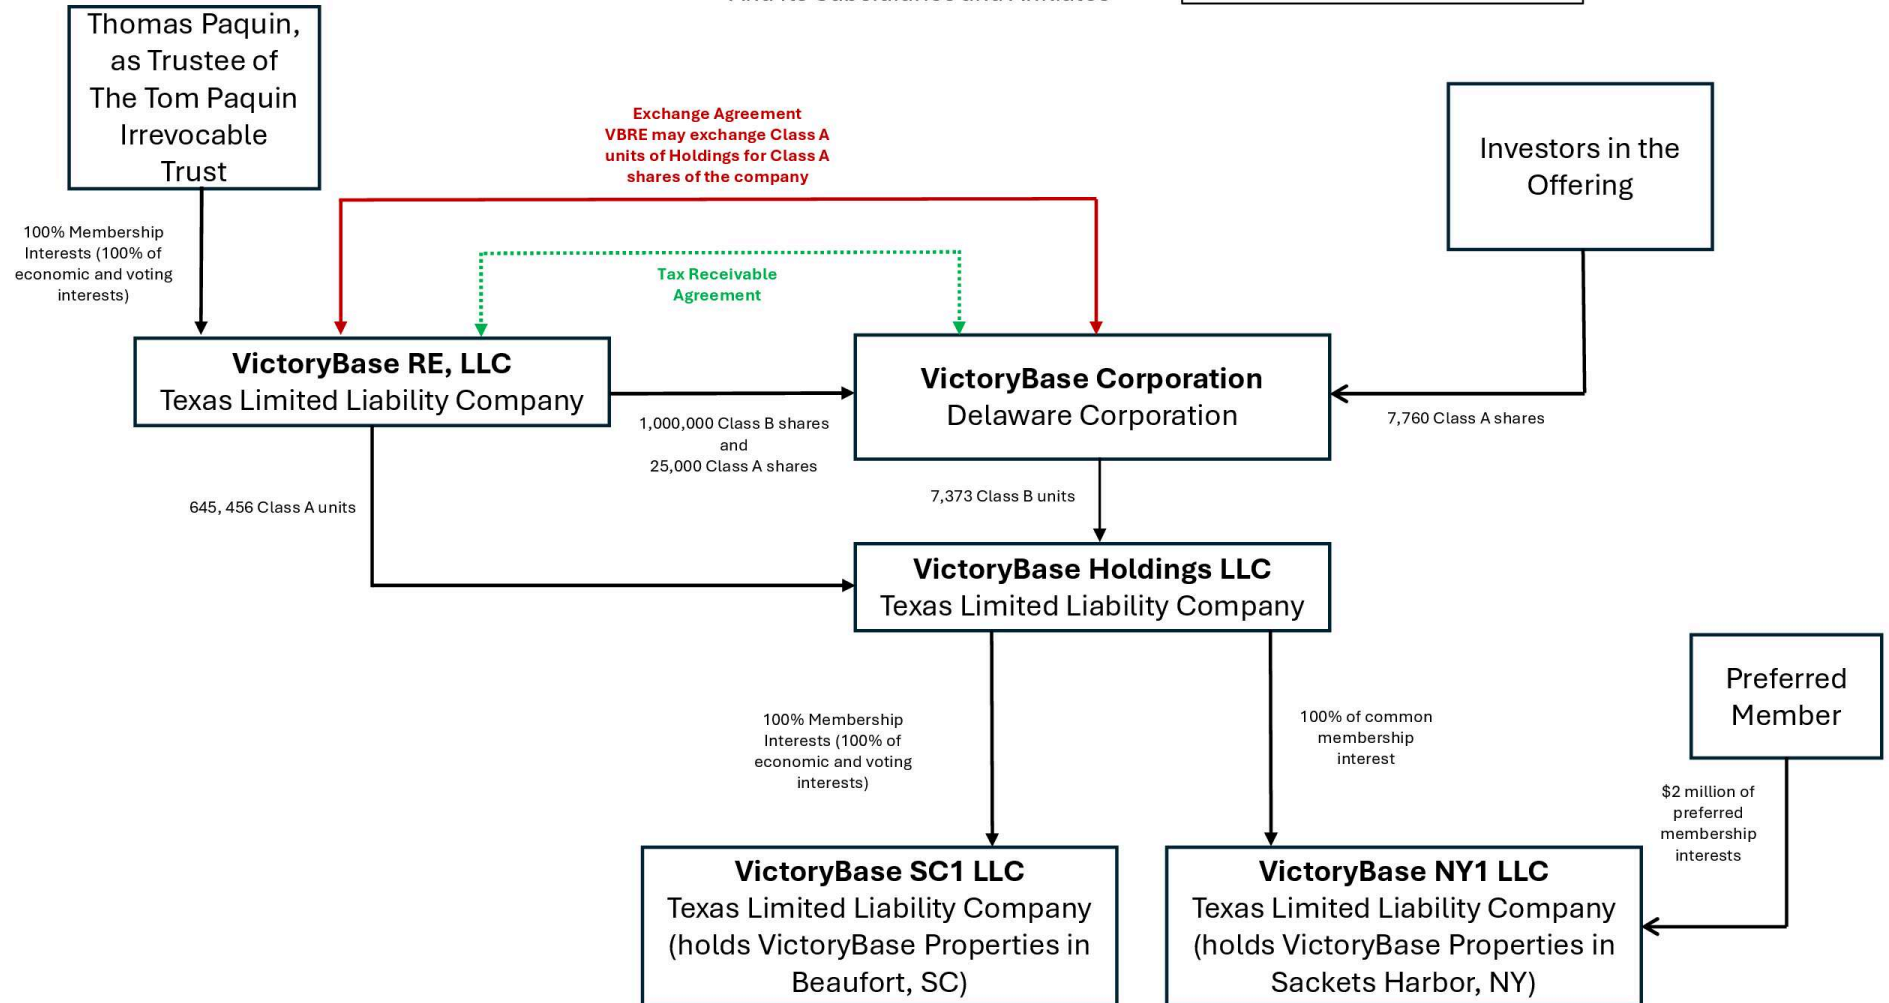 And its Subsidiaries and Affiliates
Thomas Paquin,
as Trustee of
The Tom Paquin
Irrevocable
Trust
Exchange Agreement
VBRE may exchange Class A
units of Holdings for Class A
shares of the company
Investors in the
Offering
100% Membership
Interests (100% of
economic and voting
interests)
Tax Receivable
Agreement
VictoryBase RE, LLC
Texas Limited Liability Company
VictoryBase Corporation
Delaware Corporation
1,000,000 Class B shares
and
25,000 Class A shares
7,760 Class A shares
645, 456 Class A units
7,373 Class B units
VictoryBase Holdings LLC
Texas Limited Liability Company
Preferred
Member
100% Membership
Interests (100% of
economic and voting
interests)
100% of common
membership
interest
$2 million of
preferred
membership
interests
VictoryBase SC1 LLC
Texas Limited Liability Company
(holds VictoryBase Properties in
Beaufort, SC)
VictoryBase NY1 LLC
Texas Limited Liability Company
(holds VictoryBase Properties in
Sackets Harbor, NY)